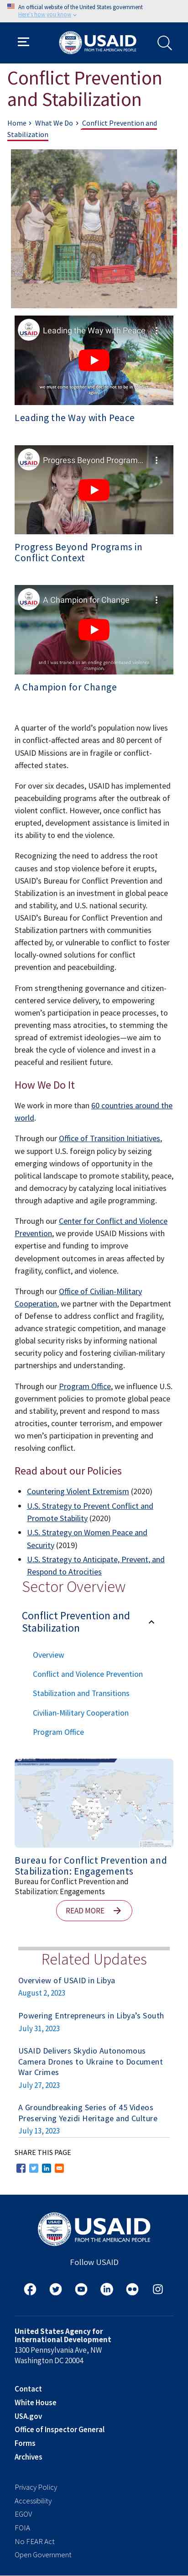 An official website of the United States government
Here's how you know
USAID
FROM THE AMERICAN PEOPLE
Conflict Prevention
and Stabilization
Home › What We Do › Conflict Prevention and
Stabilization
USAID Leading the Way with Peace
we must come together and
agency
Leading the Way with Peace
USAID Progress Beyond Program...
Progress Beyond Programs in
Conflict Context
USAID A Champion for Change
and I was trained in an ending gender-based violence
A Champion for Change
A quarter of the world's population now lives
in conflict-affected areas and 80 percent of
USAID Missions are in fragile or conflict-
affected states.
For over six decades, USAID has implemented
peacebuilding programs after the outbreak of
violent conflict. However, once conflict has
erupted, development assistance is limited in
its ability to end the violence.
Recognizing the need to address the root
causes and stop violence before it erupts,
USAID's Bureau for Conflict Prevention and
Stabilization is an investment in global peace
and stability, and U.S. national security.
USAID's Bureau for Conflict Prevention and
Stabilization partners with communities
affected by, or vulnerable to conflict to foster
locally-driven solutions for conflict
prevention and peacebuilding.
From strengthening governance and citizen-
centered service delivery, to advancing
women's participation in peace processes, to
peace accords, to stemming the spread of
violent extremist ideologies—we aim to
break the cycle of conflict and invest in a
peaceful and resilient future.
How We Do It
We work in more than 60 countries around the
world.
Through our Office of Transition Initiatives,
we support U.S. foreign policy by seizing
emerging windows of opportunities in the
political landscape to promote stability, peace,
and democracy by catalyzing local initiatives
through adaptive and agile programming.
Through our Center for Conflict and Violence
Prevention, we provide USAID Missions with
expertise and funding to improve
development outcomes in areas affected by
fragility, conflict, and violence.
Through our Office of Civilian-Military
Cooperation, we partner with the Department
of Defense to address conflict and fragility
amidst strategic competition, and manage
global security risks by informing national
security policy and fostering civilian-military
partnerships and understanding.
Through our Program Office, we influence U.S.
government policies to promote global peace
and stability, combat weapons of mass
destruction, counter terrorism, and empower
women to end war by preventing and
resolving conflict.
Read about our Policies
• Countering Violent Extremism (2020)
• U.S. Strategy to Prevent Conflict and
Promote Stability (2020)
• U.S. Strategy on Women Peace and
Security (2019)
• U.S. Strategy to Anticipate, Prevent, and
Respond to Atrocities
Sector Overview
Conflict Prevention and
Stabilization
Overview
Conflict and Violence Prevention
Stabilization and Transitions
Civilian-Military Cooperation
Program Office
Bureau for Conflict Prevention and
Stabilization: Engagements
Bureau for Conflict Prevention and
Stabilization: Engagements
READ MORE
Related Updates
Overview of USAID in Libya
August 2, 2023
Powering Entrepreneurs in Libya's South
July 31, 2023
USAID Delivers Skydio Autonomous
Camera Drones to Ukraine to Document
War Crimes
July 27, 2023
A Groundbreaking Series of 45 Videos
Preserving Yezidi Heritage and Culture
July 13, 2023
SHARE THIS PAGE
USAID
FROM THE AMERICAN PEOPLE
Follow USAID
United States Agency for
International Development
1300 Pennsylvania Ave, NW
Washington DC 20004
Contact
White House
USA.gov
Office of Inspector General
Forms
Archives
Privacy Policy
Accessibility
EGOV
FOIA
No FEAR Act
Open Government